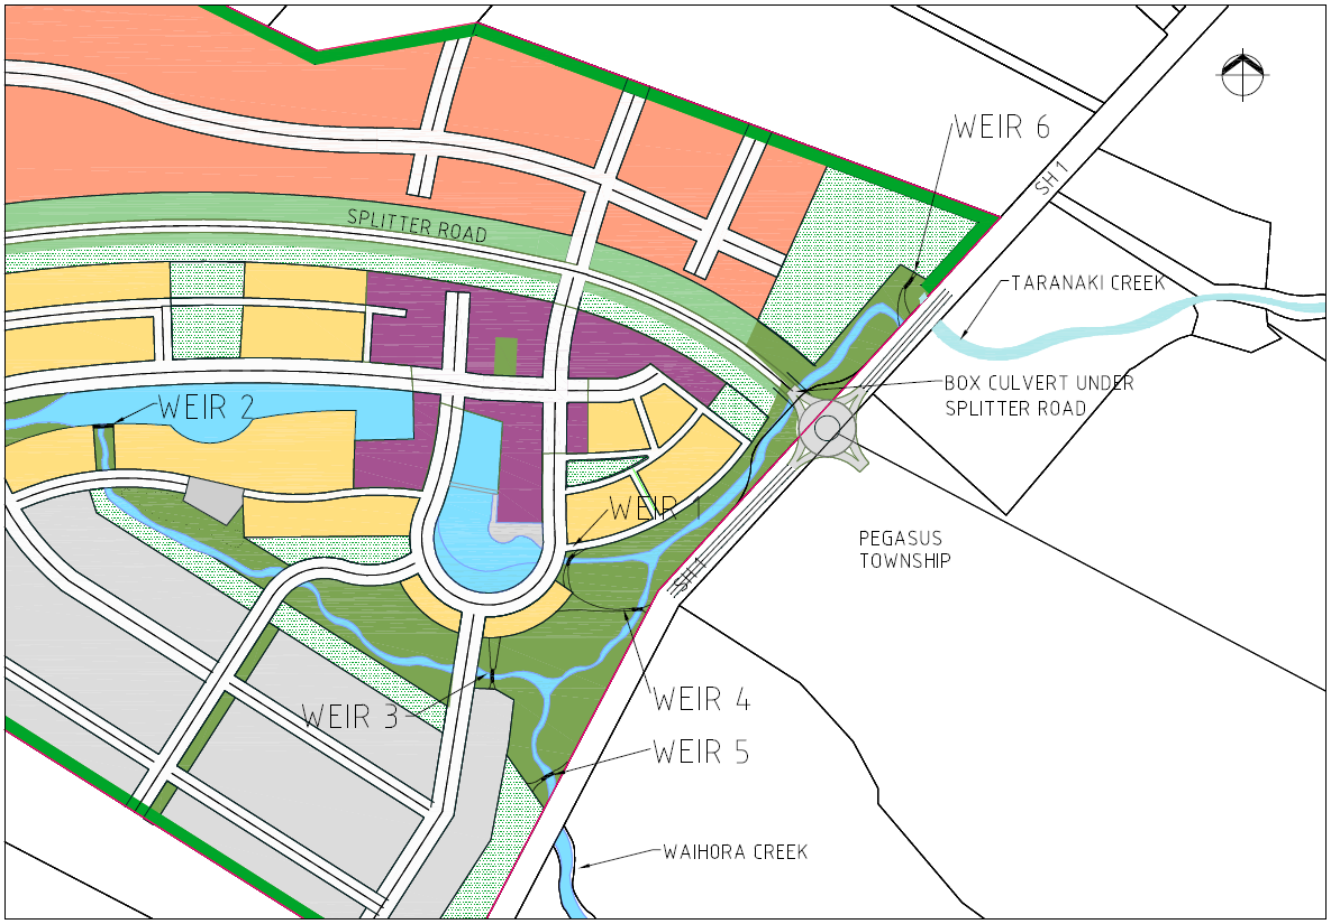 WEIR 6
SH 1
SPLITTER ROAD
TARANAKI CREEK
BOX CULVERT UNDER
SPLITTER ROAD
WEIR 2
WEIR 1
PEGASUS
TOWNSHIP
SH 1
WEIR 3
WEIR 4
WEIR 5
WAIHORA CREEK